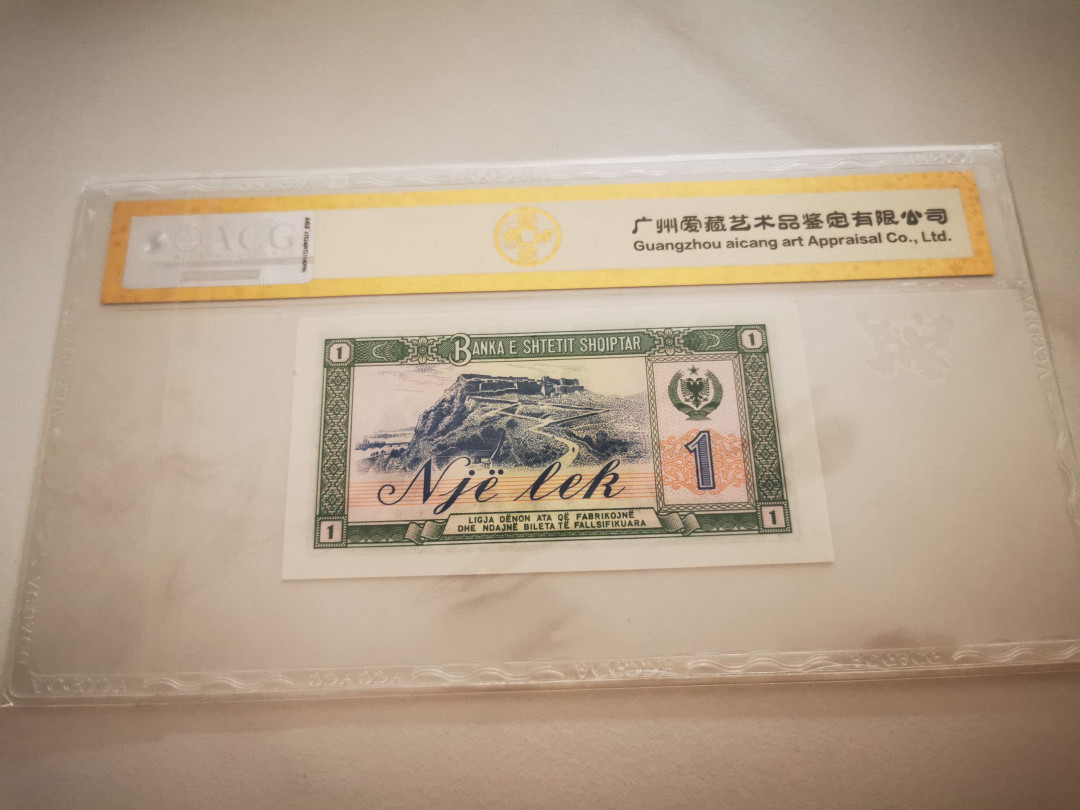 ACG
广州爱藏艺术品鉴定有限公司
Guangzhou aicang art Appraisal Co., Ltd.
1 BANKA E SHTETIT SHQIPTAR 1
1
Një lek
LIGJA DËNON ATA QË FABRIKOJNË
DHE NDAJNË BILETA TË FALLSIFIKUARA
1 1